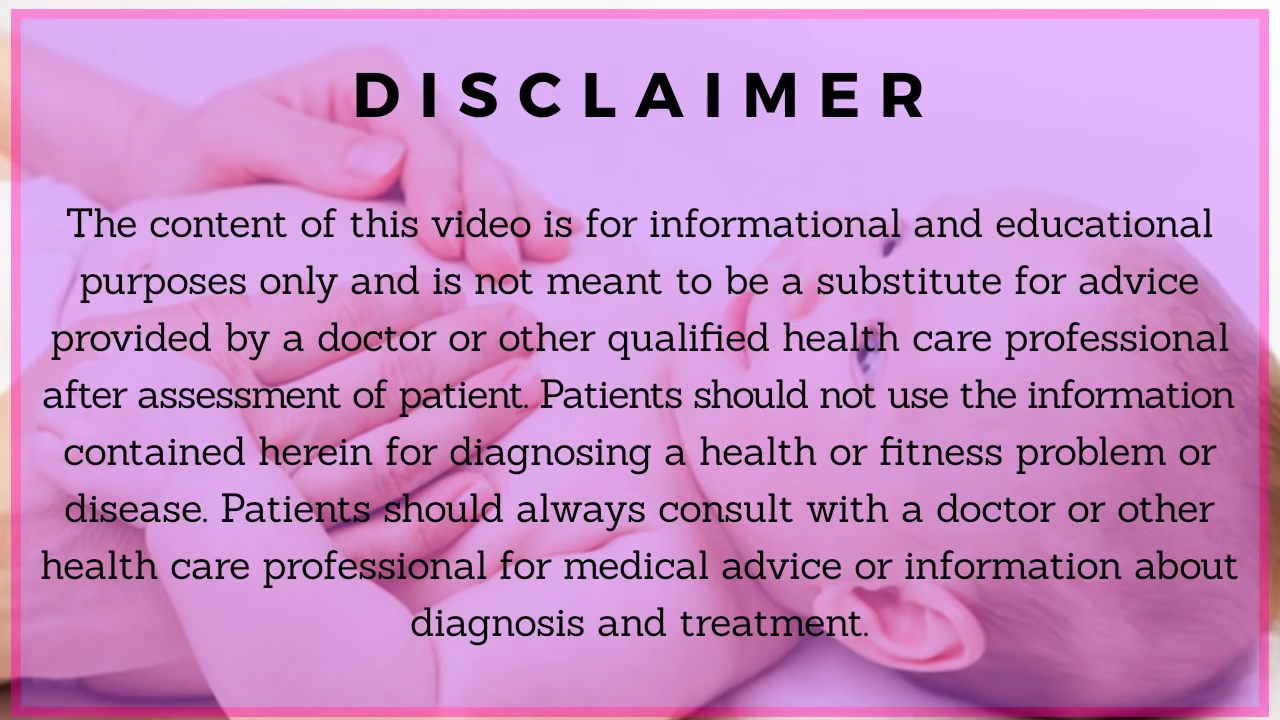 DISCLAIMER
The content of this video is for informational and educational
purposes only and is not meant to be a substitute for advice
provided by a doctor or other qualified health care professional
after assessment of patient. Patients should not use the information
contained herein for diagnosing a health or fitness problem or
disease. Patients should always consult with a doctor or other
health care professional for medical advice or information about
diagnosis and treatment.